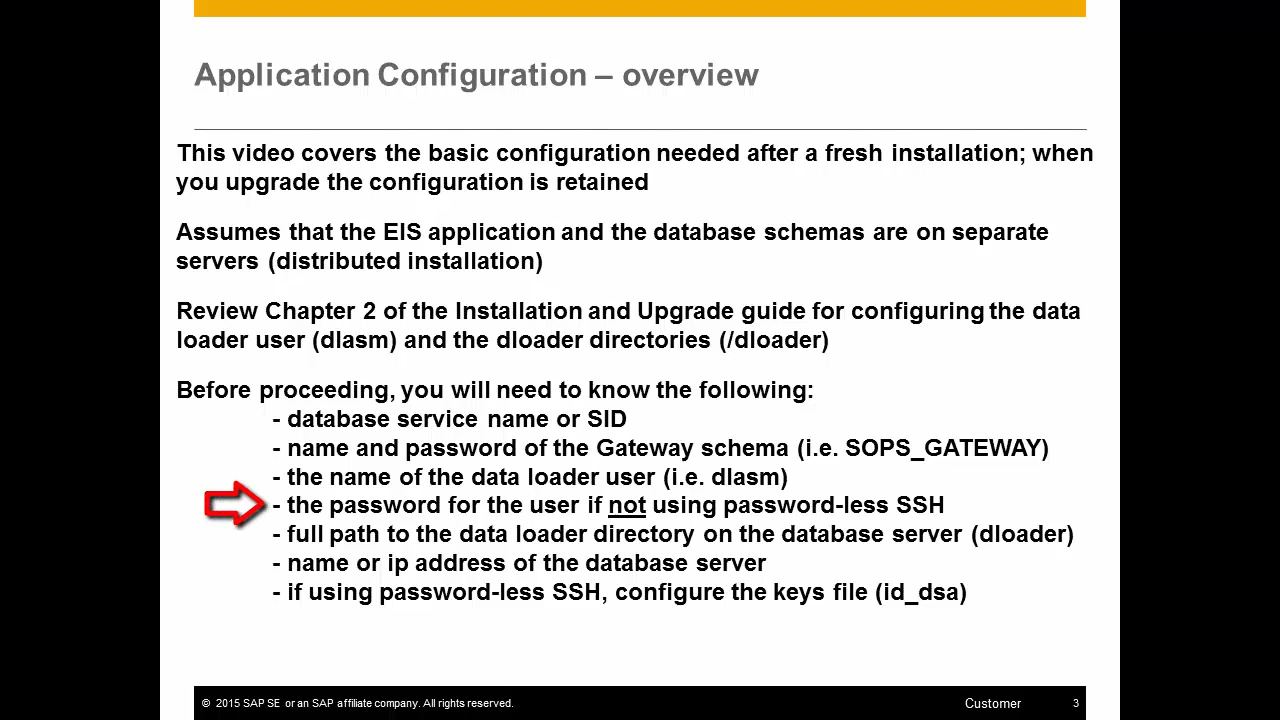 Application Configuration – overview
This video covers the basic configuration needed after a fresh installation; when
you upgrade the configuration is retained
Assumes that the EIS application and the database schemas are on separate
servers (distributed installation)
Review Chapter 2 of the Installation and Upgrade guide for configuring the data
loader user (dlasm) and the dloader directories (/dloader)
Before proceeding, you will need to know the following:
- database service name or SID
- name and password of the Gateway schema (i.e. SOPS_GATEWAY)
- the name of the data loader user (i.e. dlasm)
- the password for the user if not using password-less SSH
- full path to the data loader directory on the database server (dloader)
- name or ip address of the database server
- if using password-less SSH, configure the keys file (id_dsa)
© 2015 SAP SE or an SAP affiliate company. All rights reserved. Customer 3